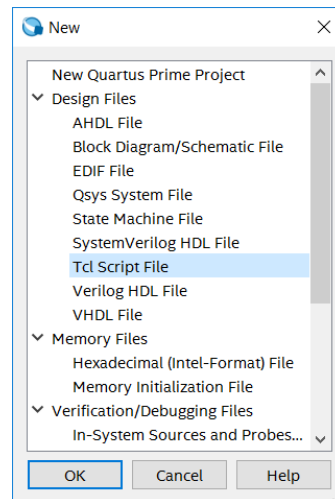 New
New Quartus Prime Project
Design Files
AHDL File
Block Diagram/Schematic File
EDIF File
Qsys System File
State Machine File
SystemVerilog HDL File
Tcl Script File
Verilog HDL File
VHDL File
Memory Files
Hexadecimal (Intel-Format) File
Memory Initialization File
Verification/Debugging Files
In-System Sources and Probes...
OK Cancel Help